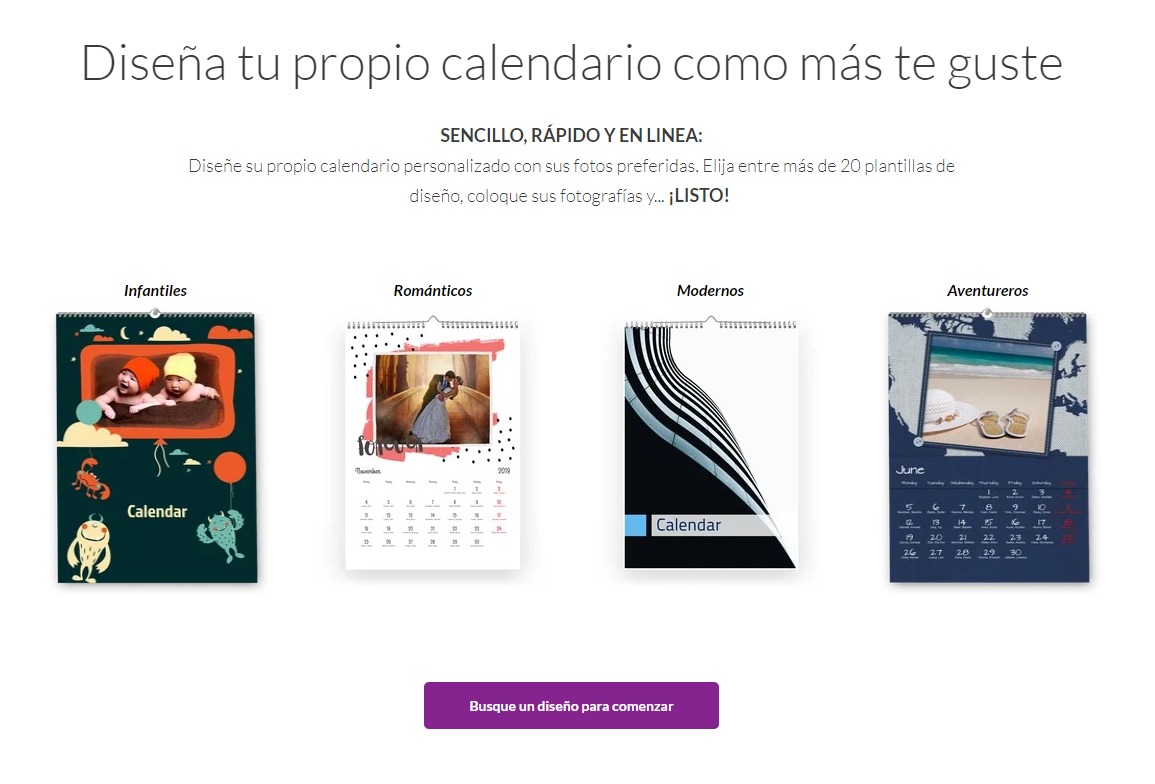 Diseña tu propio calendario como más te guste
SENCILLO, RÁPIDO Y EN LINEA:
Diseñe su propio calendario personalizado con sus fotos preferidas. Elija entre más de 20 plantillas de
diseño, coloque sus fotografías y... ¡LISTO!
Infantiles
Románticos
Modernos
Aventureros
Calendar
forever
November 2019
1 2 3
4 5 6 7 8 9 10
11 12 13 14 15 16 17
18 19 20 21 22 23 24
25 26 27 28 29 30
Calendar
June
Monday Tuesday Wednesday Thursday Friday Saturday
1 2 3 4
5 6 7 8 9 10
12 13 14 15 16 17
19 20 21 22 23 24
26 27 28 29 30
Busque un diseño para comenzar